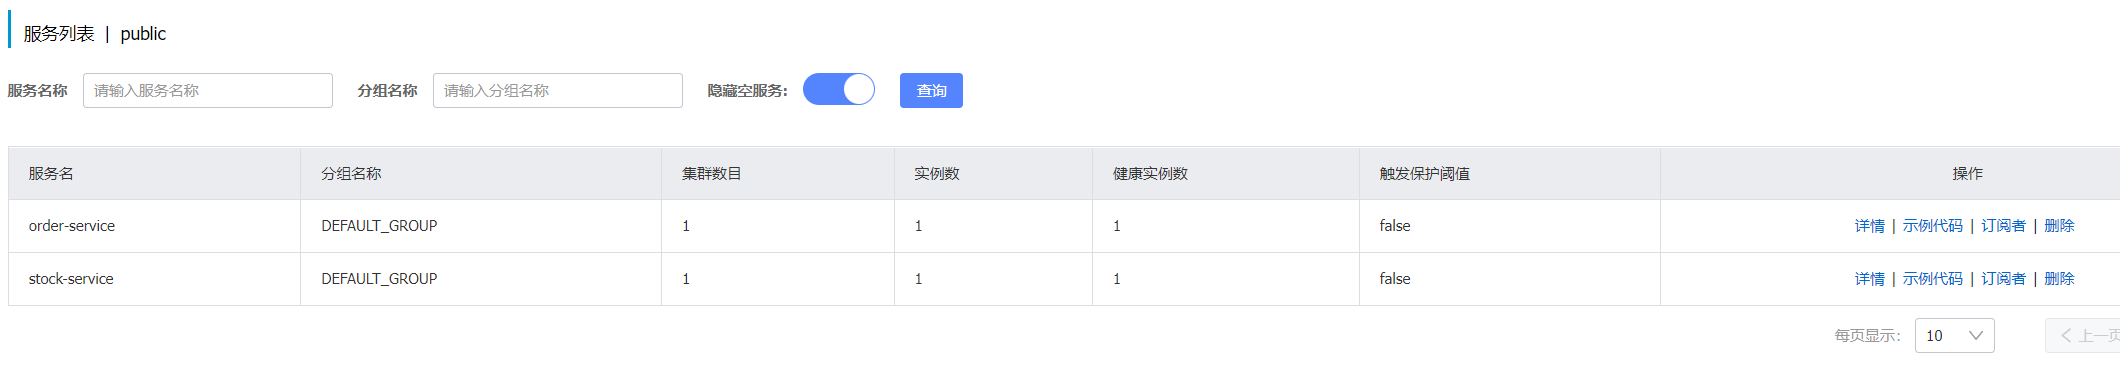 服务列表 | public
服务名称 请输入服务名称 分组名称 请输入分组名称 隐藏空服务: 查询
服务名 分组名称 集群数目 实例数 健康实例数 触发保护阈值 操作
order-service DEFAULT_GROUP 1 1 1 false 详情 | 示例代码 | 订阅者 | 删除
stock-service DEFAULT_GROUP 1 1 1 false 详情 | 示例代码 | 订阅者 | 删除
每页显示: 10 上一页